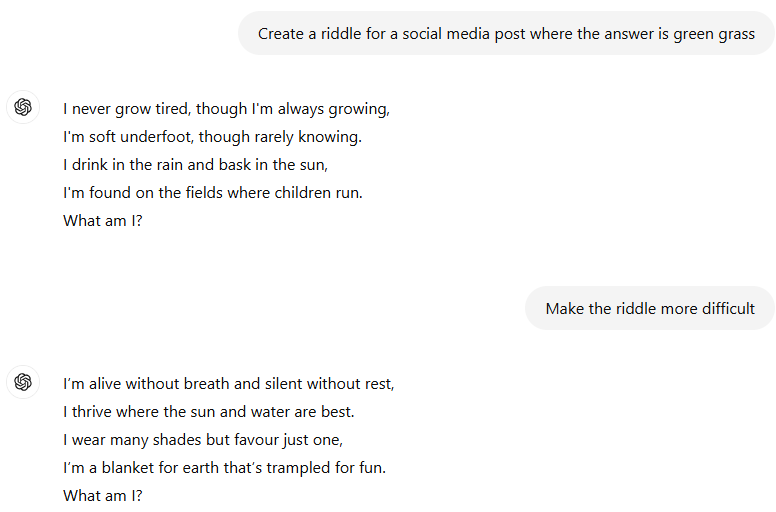 Create a riddle for a social media post where the answer is green grass
I never grow tired, though I'm always growing,
I'm soft underfoot, though rarely knowing.
I drink in the rain and bask in the sun,
I'm found on the fields where children run.
What am I?
Make the riddle more difficult
I’m alive without breath and silent without rest,
I thrive where the sun and water are best.
I wear many shades but favour just one,
I’m a blanket for earth that’s trampled for fun.
What am I?